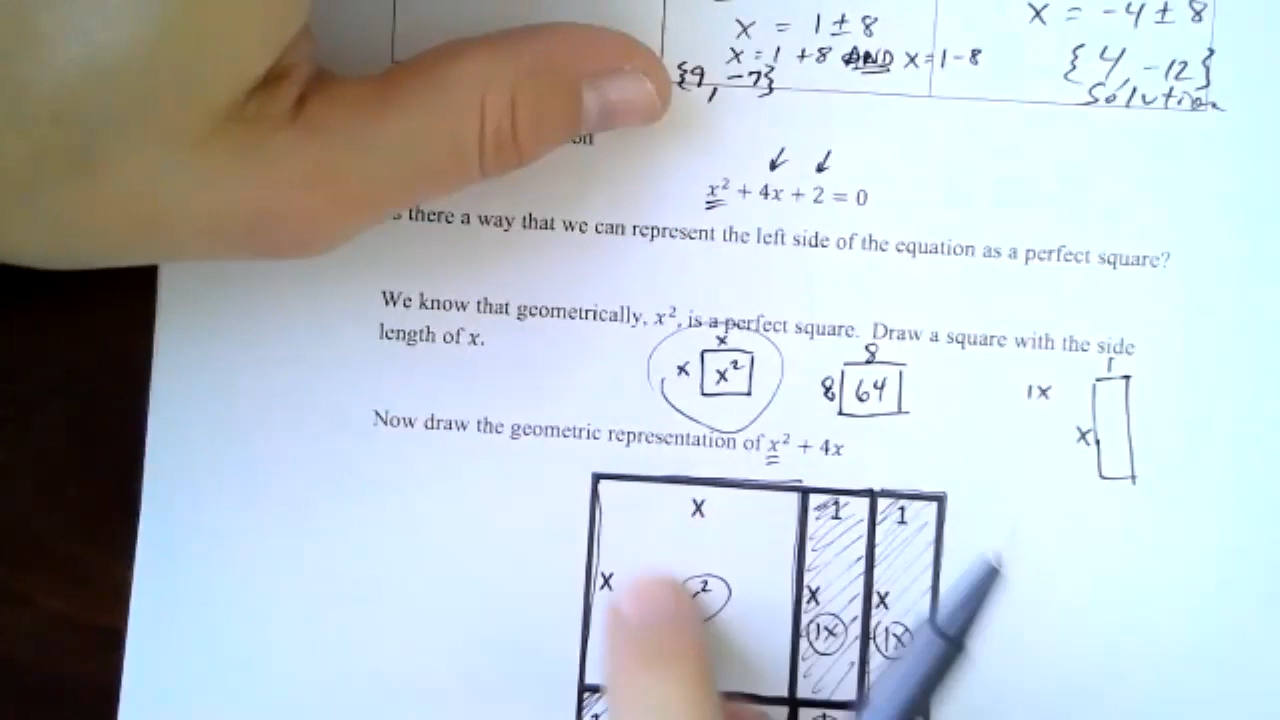 x = 1 ± 8
x = 1 + 8 AND x = 1 - 8
{9, -7}
x = -4 ± 8
{4, -12}
Solution
x² + 4x + 2 = 0
there a way that we can represent the left side of the equation as a perfect square?
We know that geometrically, x², is a perfect square. Draw a square with the side
length of x.
x
x x²
8
8 64
1x
1
x
Now draw the geometric representation of x² + 4x
x 1 1
x x x
2 1x 1x